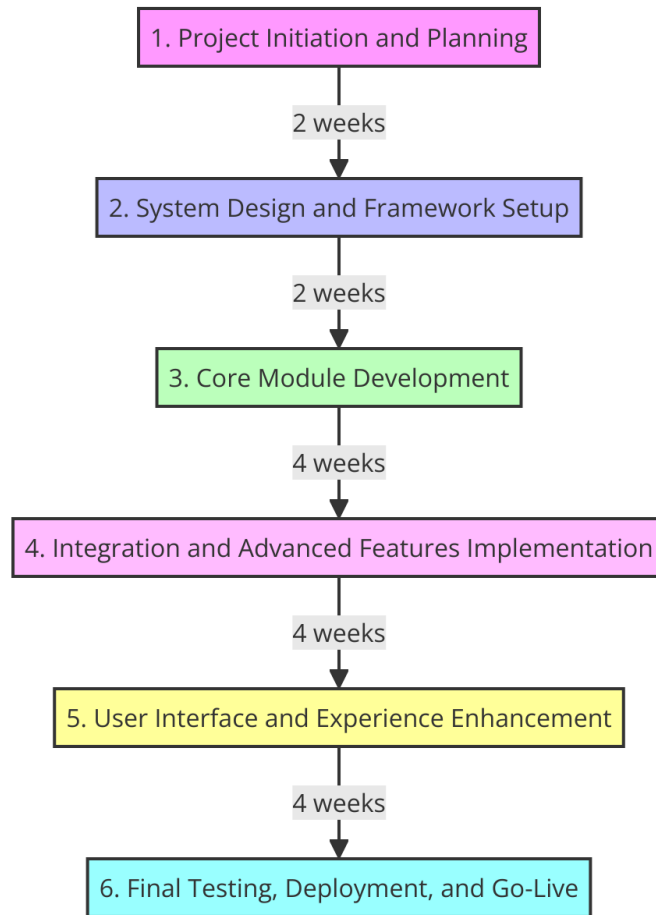 1. Project Initiation and Planning
2 weeks
2. System Design and Framework Setup
2 weeks
3. Core Module Development
4 weeks
4. Integration and Advanced Features Implementation
4 weeks
5. User Interface and Experience Enhancement
4 weeks
6. Final Testing, Deployment, and Go-Live